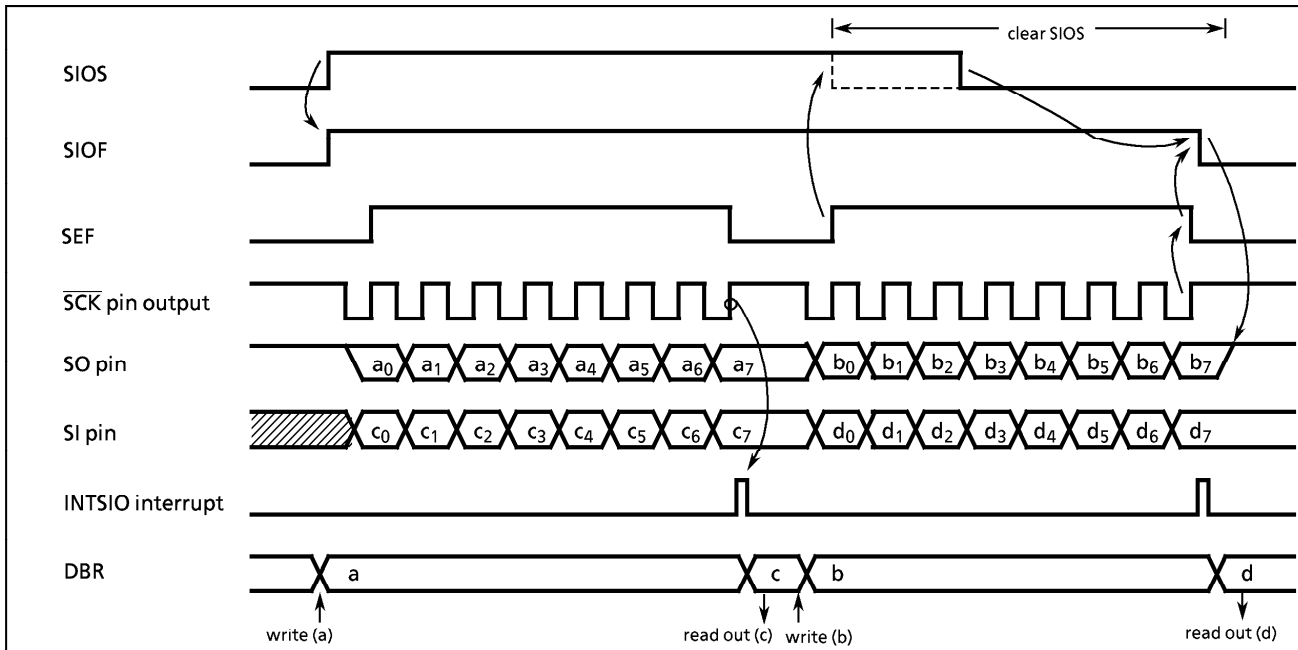 clear SIOS
SIOS
SIOF
SEF
S̅C̅K̅ pin output
SO pin a₀ a₁ a₂ a₃ a₄ a₅ a₆ a₇ b₀ b₁ b₂ b₃ b₄ b₅ b₆ b₇
SI pin c₀ c₁ c₂ c₃ c₄ c₅ c₆ c₇ d₀ d₁ d₂ d₃ d₄ d₅ d₆ d₇
INTSIO interrupt
DBR a c b d
write (a) read out (c) write (b) read out (d)